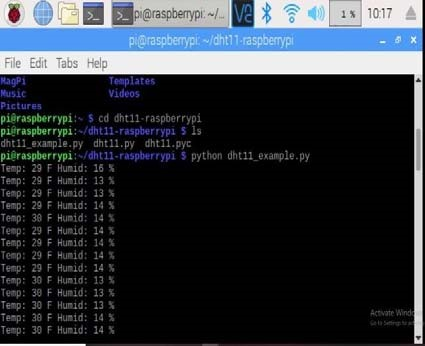 pi@raspberrypi: ~/...
1 %
10:17
pi@raspberrypi: ~/dht11-raspberrypi
File Edit Tabs Help
MagPi Templates
Music Videos
Pictures
pi@raspberrypi:~ $ cd dht11-raspberrypi
pi@raspberrypi:~/dht11-raspberrypi $ ls
dht11_example.py dht11.py dht11.pyc
pi@raspberrypi:~/dht11-raspberrypi $ python dht11_example.py
Temp: 29 F Humid: 16 %
Temp: 29 F Humid: 13 %
Temp: 29 F Humid: 13 %
Temp: 29 F Humid: 14 %
Temp: 30 F Humid: 14 %
Temp: 29 F Humid: 14 %
Temp: 29 F Humid: 14 %
Temp: 29 F Humid: 14 %
Temp: 29 F Humid: 14 %
Temp: 30 F Humid: 13 %
Temp: 30 F Humid: 13 %
Temp: 30 F Humid: 13 %
Temp: 30 F Humid: 14 %
Temp: 30 F Humid: 14 %
Activate Window
Go to Settings to